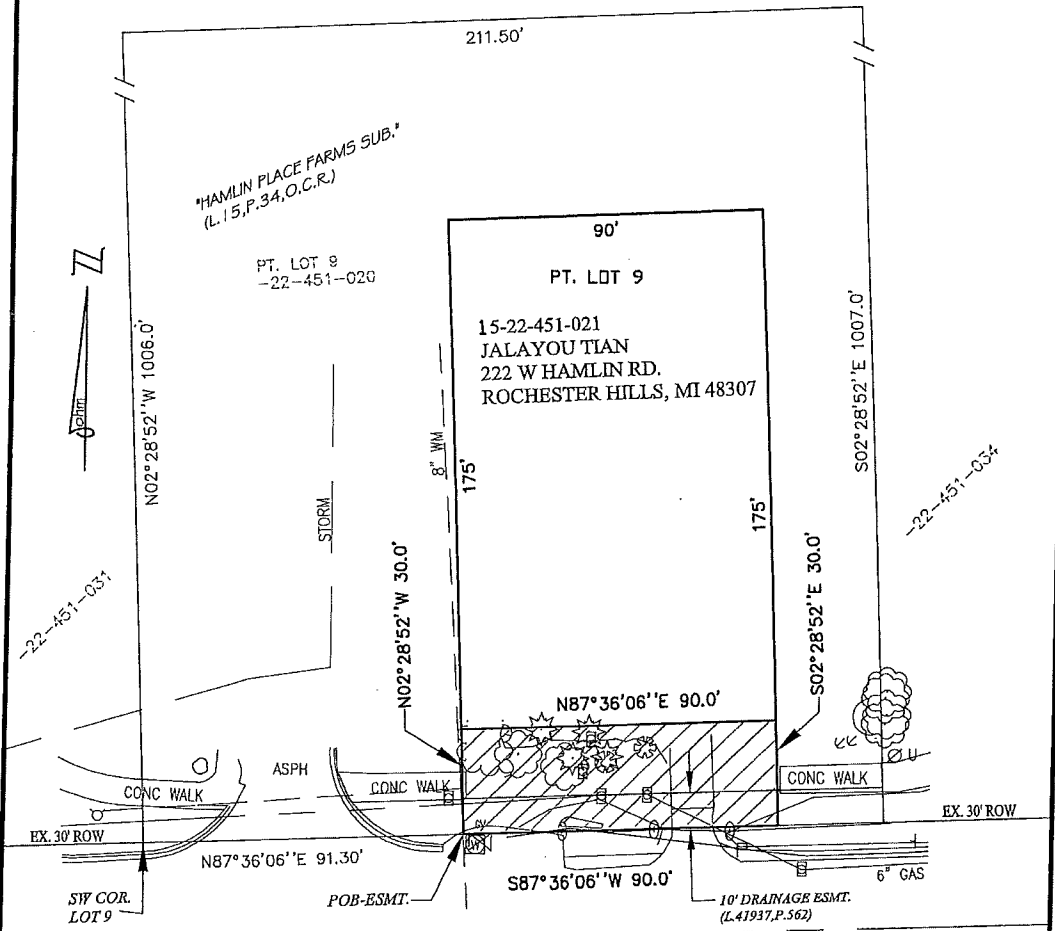 211.50'
"HAMLIN PLACE FARMS SUB."
(L.15,P.34,O.C.R.)
PT. LOT 9
-22-451-020
90'
PT. LOT 9
15-22-451-021
JALAYOU TIAN
222 W HAMLIN RD.
ROCHESTER HILLS, MI 48307
N
ohm
N02°28'52''W 1006.0'
S02°28'52''E 1007.0'
8" WM
175'
175'
STORM
-22-451-031
-22-451-034
N02°28'52''W 30.0'
S02°28'52''E 30.0'
N87°36'06''E 90.0'
ASPH
CONC WALK
CONC WALK
CONC WALK
U
EX. 30' ROW
EX. 30' ROW
GV
N87°36'06''E 91.30'
S87°36'06''W 90.0'
6" GAS
SW COR.
LOT 9
POB-ESMT.
10' DRAINAGE ESMT.
(L.41937,P.562)